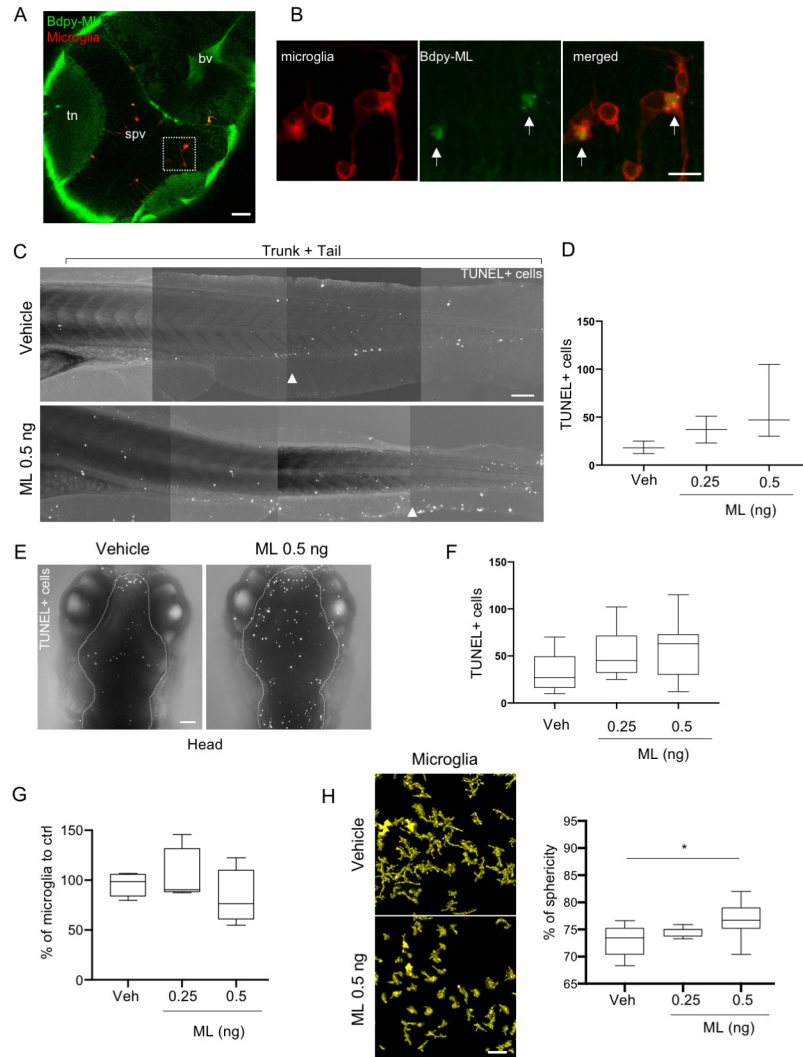 A
Bdpy-ML
Microglia
bv
tn
spv
B
microglia
Bdpy-ML
merged
C
Trunk + Tail
TUNEL+ cells
Vehicle
ML 0.5 ng
D
TUNEL+ cells
150
100
50
0
Veh
0.25
0.5
ML (ng)
E
Vehicle
ML 0.5 ng
TUNEL+ cells
Head
F
TUNEL+ cells
150
100
50
0
Veh
0.25
0.5
ML (ng)
G
% of microglia to ctrl
150
100
50
0
Veh
0.25
0.5
ML (ng)
H
Microglia
Vehicle
ML 0.5 ng
% of sphericity
95
90
85
80
75
70
65
*
Veh
0.25
0.5
ML (ng)